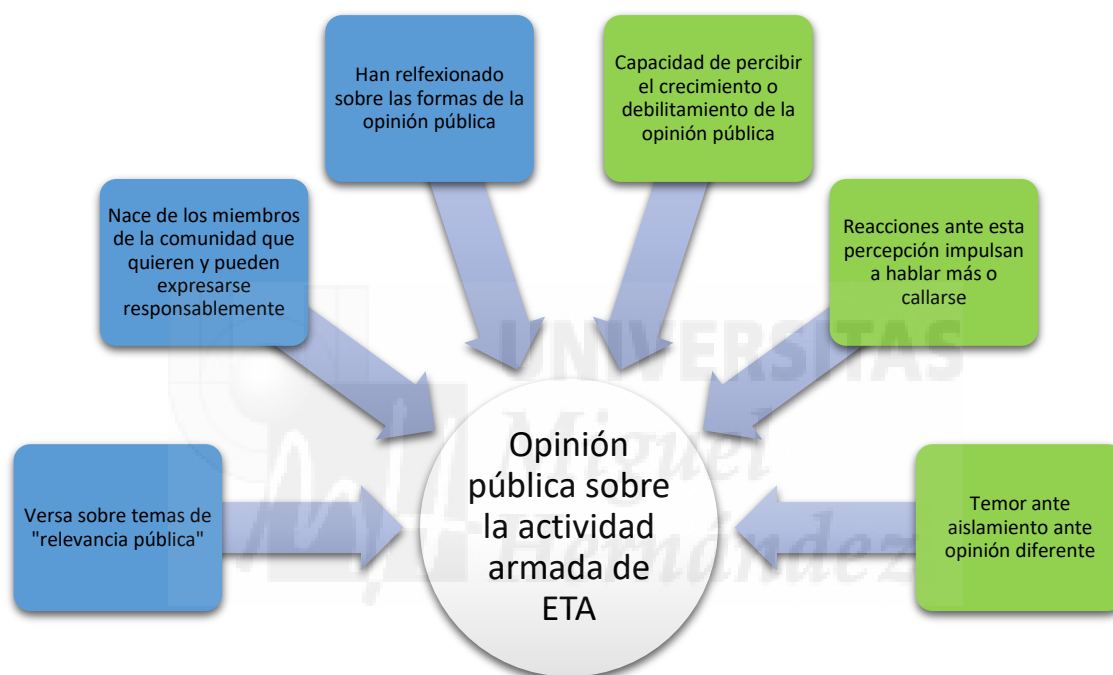 Han relfexionado
sobre las formas de la
opinión pública
Capacidad de percibir
el crecimiento o
debilitamiento de la
opinión pública
Nace de los miembros
de la comunidad que
quieren y pueden
expresarse
responsablemente
Reacciones ante esta
percepción impulsan
a hablar más o
callarse
Versa sobre temas de
"relevancia pública"
Opinión
pública sobre
la actividad
armada de
ETA
Temor ante
aislamiento ante
opinión diferente
UNIVERSITAS
Miguel
Hernández